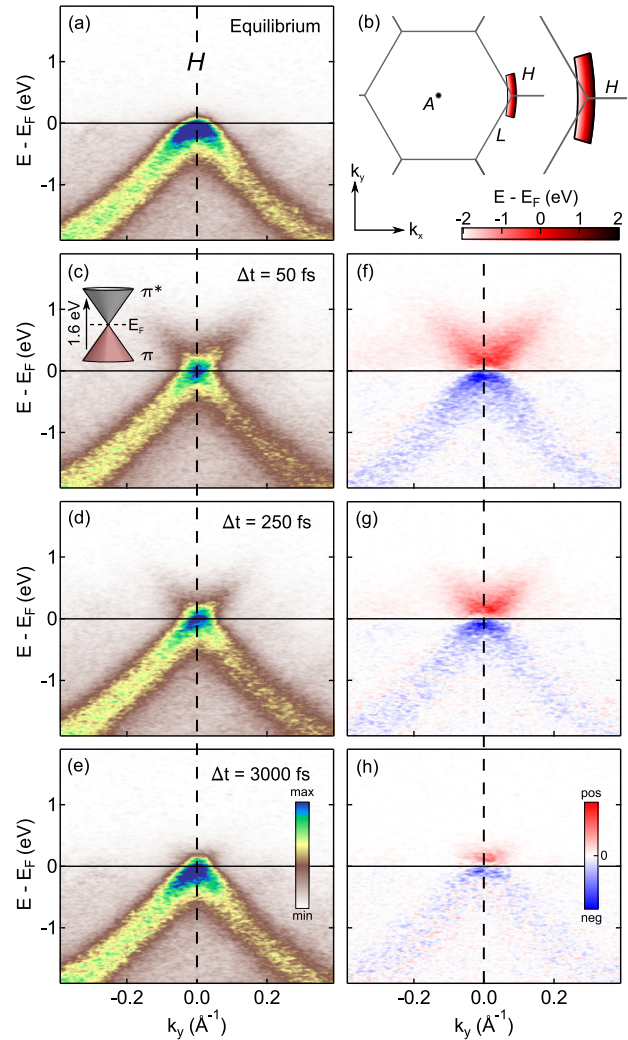 (a)
Equilibrium
H
E - E_F (eV)
0
-1
(b)
A
H
L
H
k_y
k_x
E - E_F (eV)
-2 -1 0 1 2
(c)
Δt = 50 fs
1.6 eV
π*
E_F
π
E - E_F (eV)
1
0
-1
(f)
(d)
Δt = 250 fs
E - E_F (eV)
1
0
-1
(g)
(e)
Δt = 3000 fs
max
min
E - E_F (eV)
1
0
-1
-0.2 0.0 0.2
k_y (Å⁻¹)
(h)
pos
0
neg
-0.2 0.0 0.2
k_y (Å⁻¹)